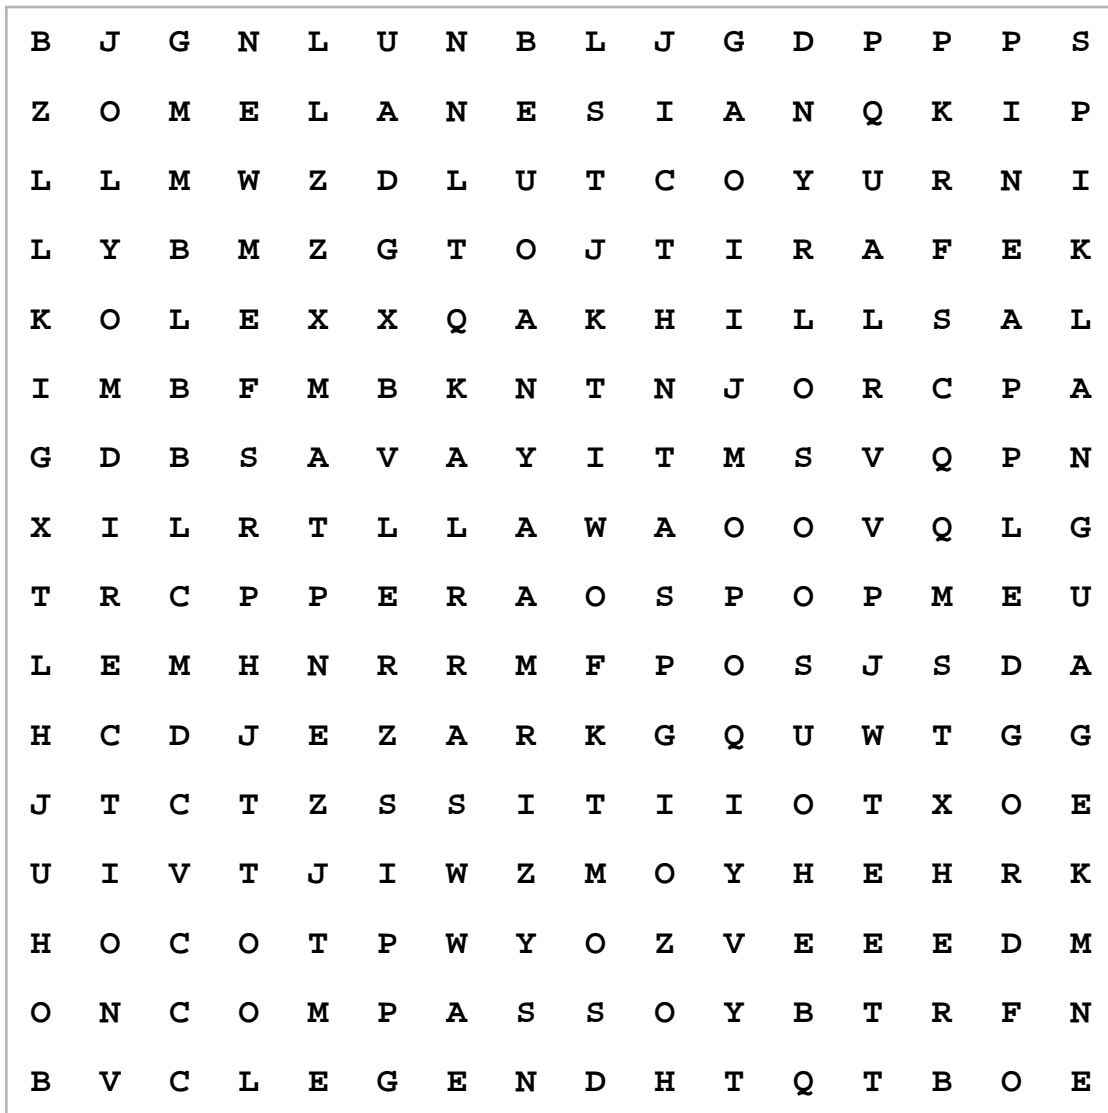 B J G N L U N B L J G D P P P S
Z O M E L A N E S I A N Q K I P
L L M W Z D L U T C O Y U R N I
L Y B M Z G T O J T I R A F E K
K O L E X X Q A K H I L L S A L
I M B F M B K N T N J O R C P A
G D B S A V A Y I T M S V Q P N
X I L R T L L A W A O O V Q L G
T R C P P E R A O S P O P M E U
L E M H N R R M F P O S J S D A
H C D J E Z A R K G Q U W T G G
J T C T Z S S I T I I O T X O E
U I V T J I W Z M O Y H E H R K
H O C O T P W Y O Z V E E E D M
O N C O M P A S S O Y B T R F N
B V C L E G E N D H T Q T B O E